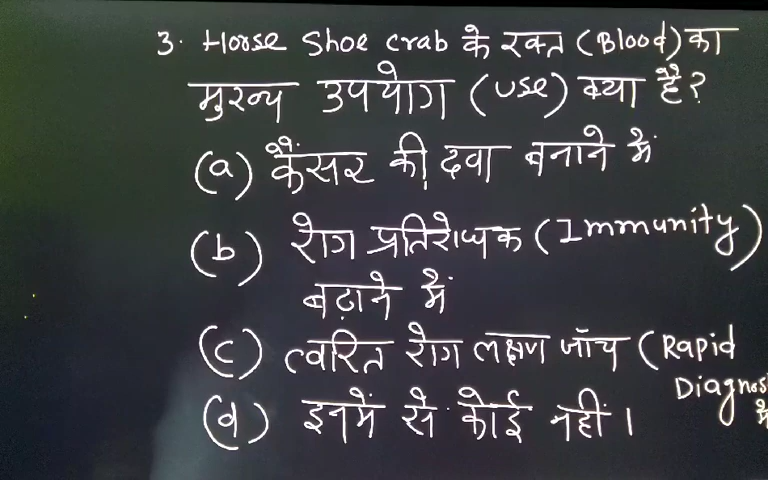 3. Horse Shoe crab के रक्त (Blood) का
मुख्य उपयोग (use) क्या है?
(a) कैंसर की दवा बनाने में
(b) रोग प्रतिरोधक (Immunity)
बढ़ाने में
(c) त्वरित रोग लक्षण जाँच (Rapid
Diagnos में
(d) इनमें से कोई नहीं।